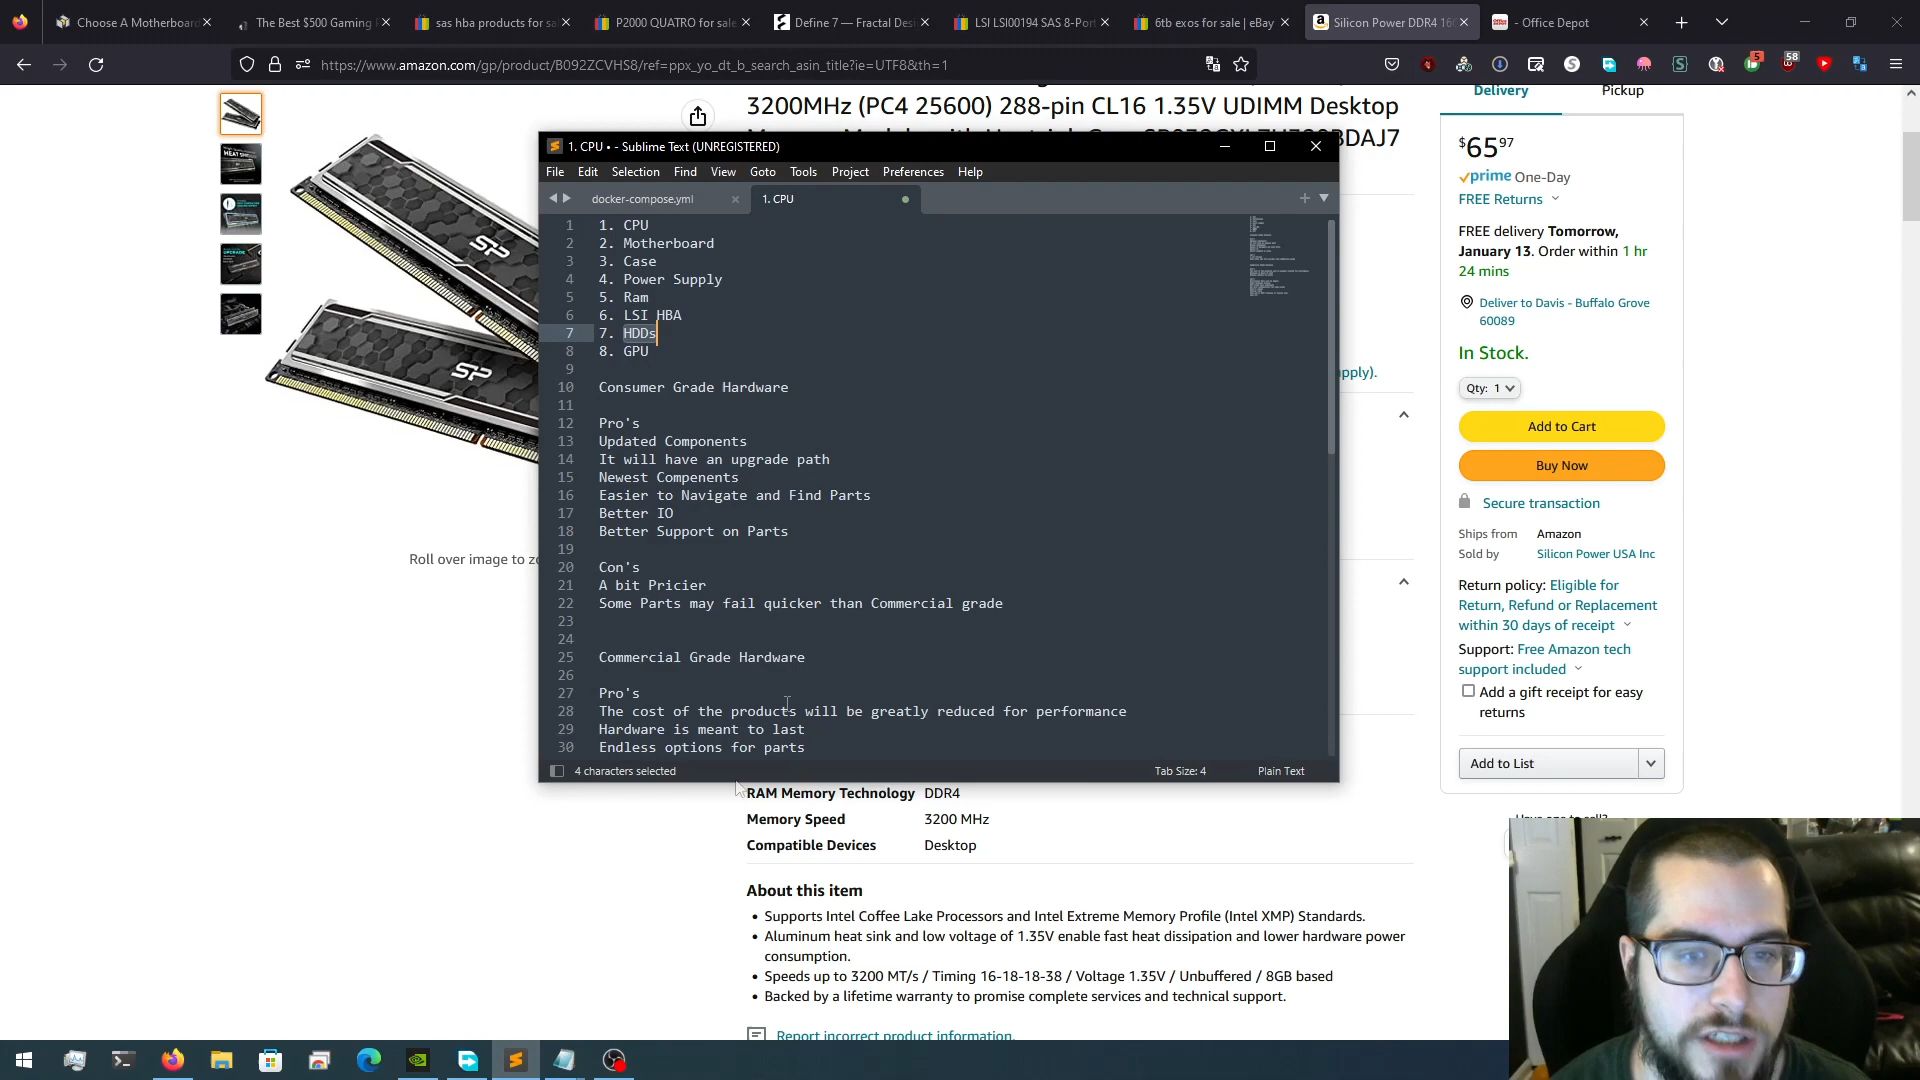 Choose A Motherboard
The Best $500 Gaming
sas hba products for sa
P2000 QUATRO for sale
Define 7 — Fractal Des
LSI LSI00194 SAS 8-Port
6tb exos for sale | eBay
Silicon Power DDR4 16
- Office Depot
https://www.amazon.com/gp/product/B092ZCVHS8/ref=ppx_yo_dt_b_search_asin_title?ie=UTF8&th=1
5
58
3200MHz (PC4 25600) 288-pin CL16 1.35V UDIMM Desktop
BDAJ7
SP
SP
Roll over image to zo
1. CPU • - Sublime Text (UNREGISTERED)
File Edit Selection Find View Goto Tools Project Preferences Help
docker-compose.yml
1. CPU
1 1. CPU
2 2. Motherboard
3 3. Case
4 4. Power Supply
5 5. Ram
6 6. LSI HBA
7 7. HDDs
8 8. GPU
9
10 Consumer Grade Hardware
11
12 Pro's
13 Updated Components
14 It will have an upgrade path
15 Newest Compenents
16 Easier to Navigate and Find Parts
17 Better IO
18 Better Support on Parts
19
20 Con's
21 A bit Pricier
22 Some Parts may fail quicker than Commercial grade
23
24
25 Commercial Grade Hardware
26
27 Pro's
28 The cost of the products will be greatly reduced for performance
29 Hardware is meant to last
30 Endless options for parts
4 characters selected
Tab Size: 4
Plain Text
pply).
RAM Memory Technology DDR4
Memory Speed 3200 MHz
Compatible Devices Desktop
About this item
• Supports Intel Coffee Lake Processors and Intel Extreme Memory Profile (Intel XMP) Standards.
• Aluminum heat sink and low voltage of 1.35V enable fast heat dissipation and lower hardware power
consumption.
• Speeds up to 3200 MT/s / Timing 16-18-18-38 / Voltage 1.35V / Unbuffered / 8GB based
• Backed by a lifetime warranty to promise complete services and technical support.
Report incorrect product information.
Delivery
Pickup
$65.97
prime One-Day
FREE Returns
FREE delivery Tomorrow,
January 13. Order within 1 hr
24 mins
Deliver to Davis - Buffalo Grove
60089
In Stock.
Qty: 1
Add to Cart
Buy Now
Secure transaction
Ships from Amazon
Sold by Silicon Power USA Inc
Return policy: Eligible for
Return, Refund or Replacement
within 30 days of receipt
Support: Free Amazon tech
support included
Add a gift receipt for easy
returns
Add to List